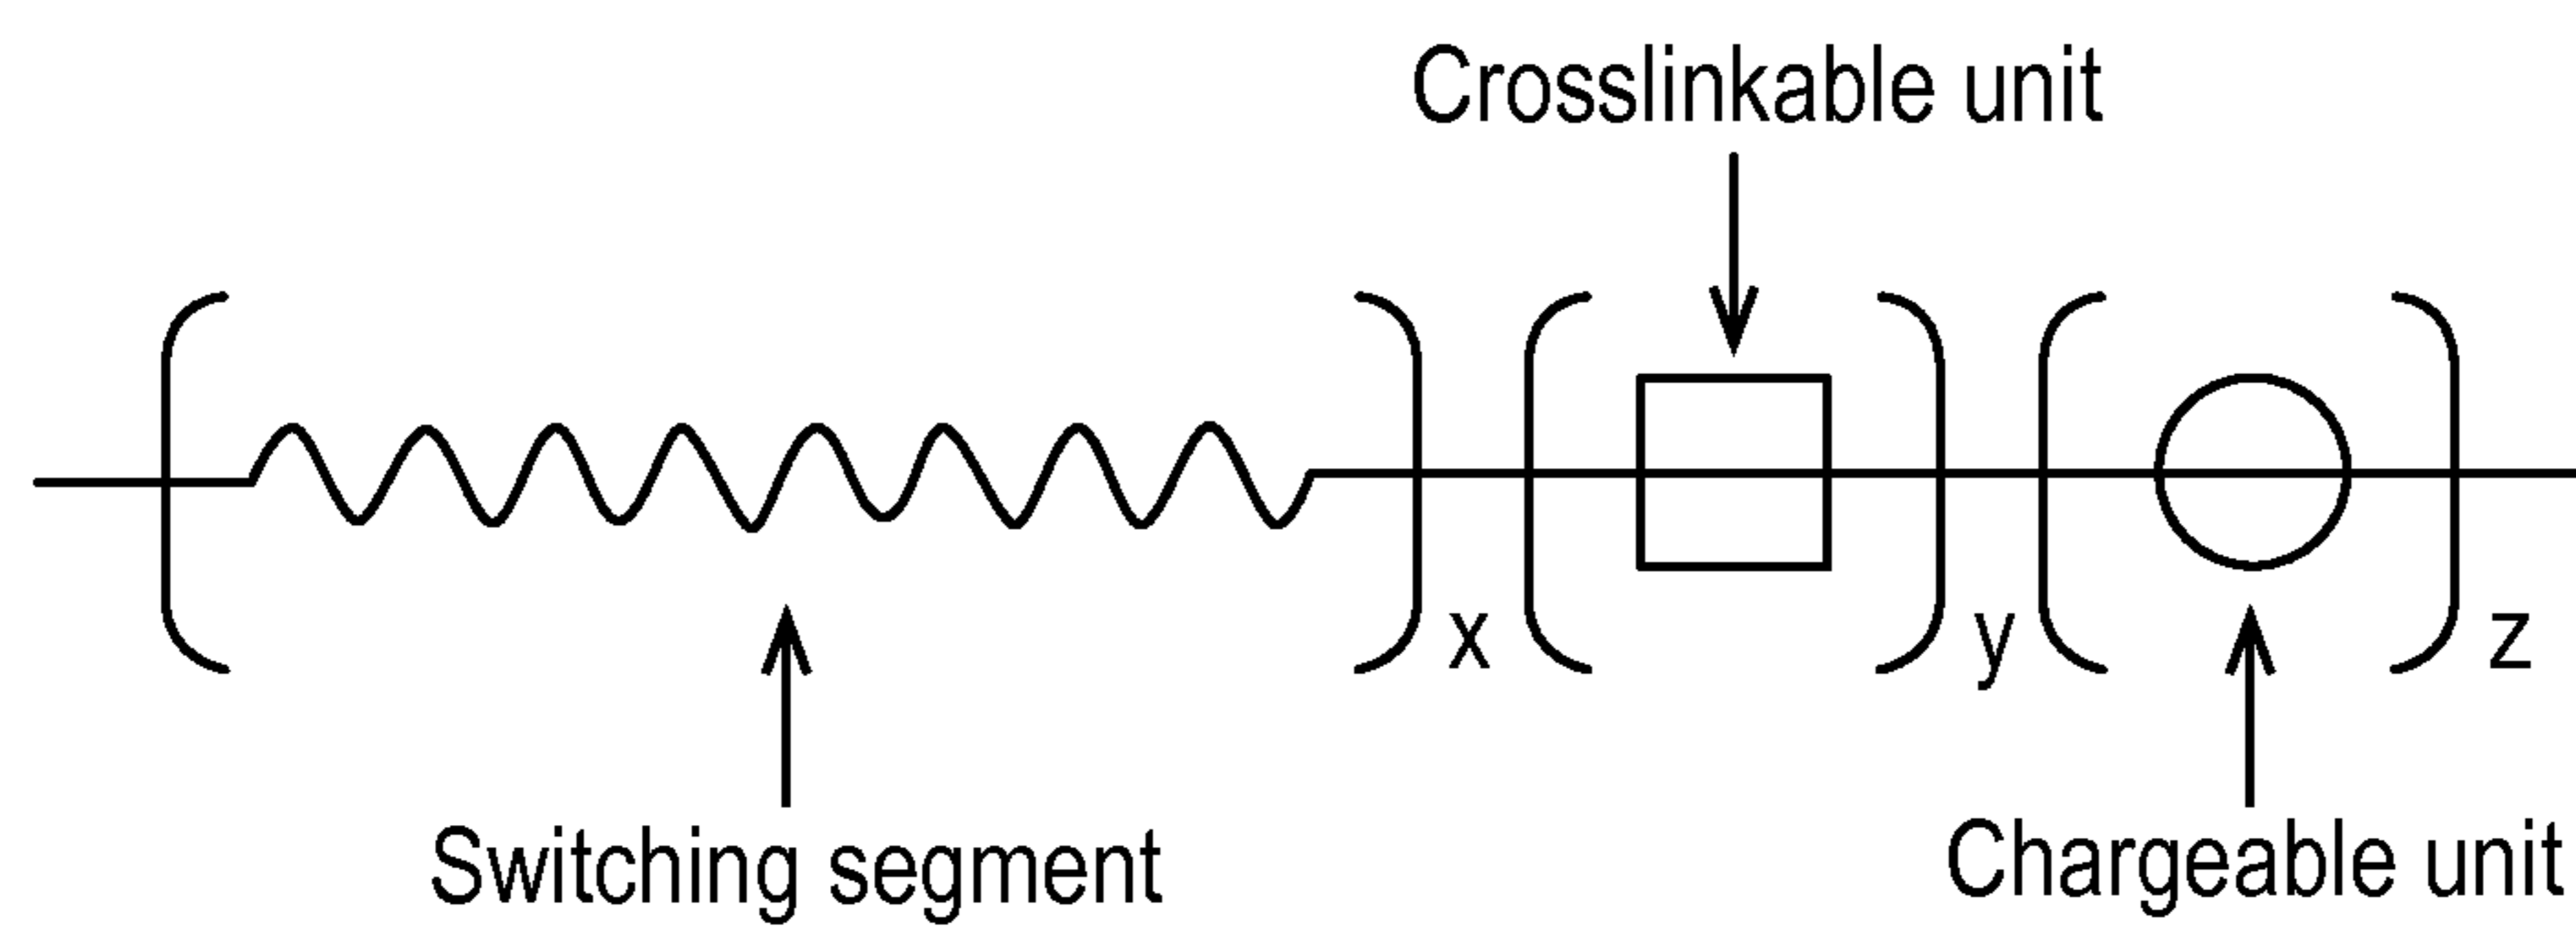 Crosslinkable unit
x
y
z
Switching segment
Chargeable unit